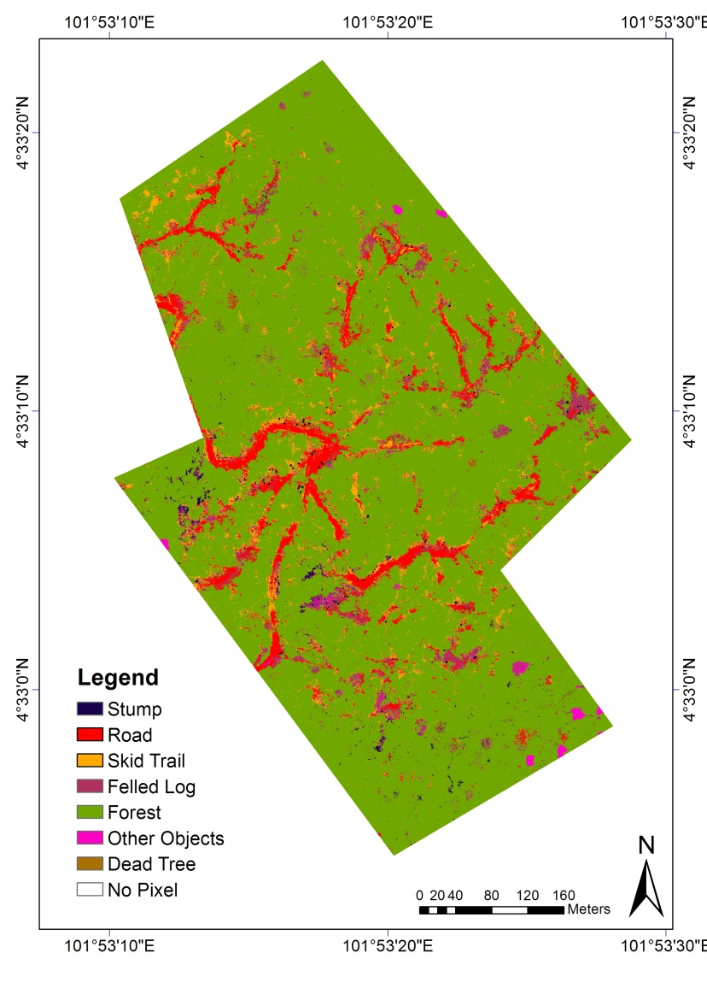 101°53'10"E 101°53'20"E 101°53'30"E
4°33'20"N 4°33'20"N
4°33'10"N 4°33'10"N
4°33'0"N 4°33'0"N
Legend
Stump
Road
Skid Trail
Felled Log
Forest
Other Objects
Dead Tree
No Pixel
N
0 20 40 80 120 160
Meters
101°53'10"E 101°53'20"E 101°53'30"E